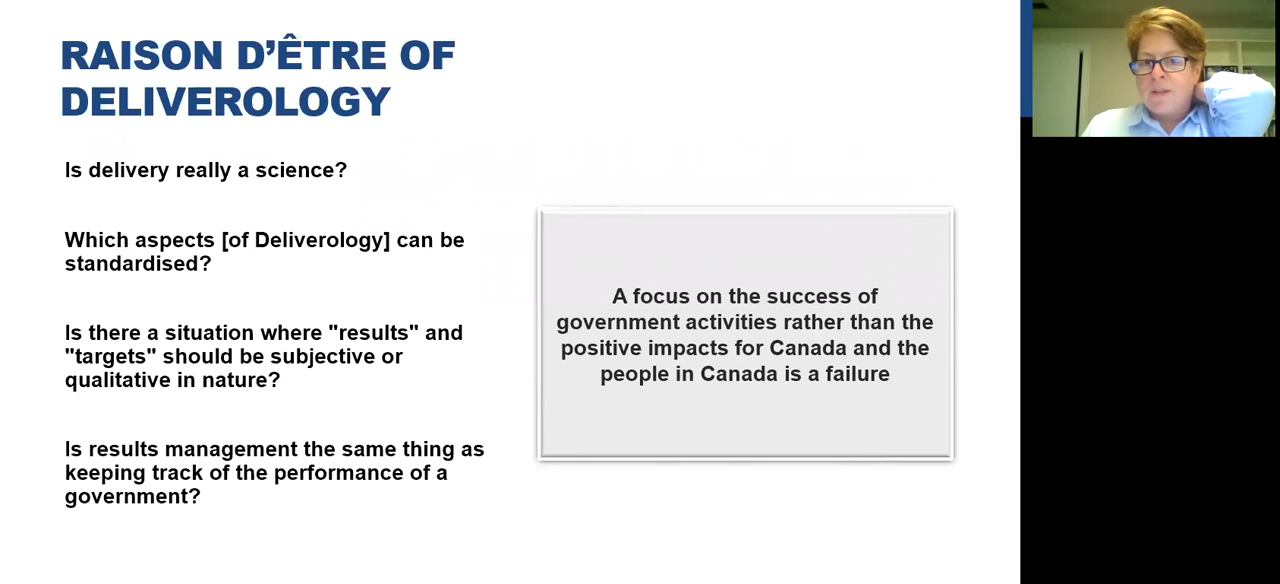 RAISON D’ÊTRE OF
DELIVEROLOGY
Is delivery really a science?
Which aspects [of Deliverology] can be
standardised?
Is there a situation where "results" and
"targets" should be subjective or
qualitative in nature?
Is results management the same thing as
keeping track of the performance of a
government?
A focus on the success of
government activities rather than the
positive impacts for Canada and the
people in Canada is a failure